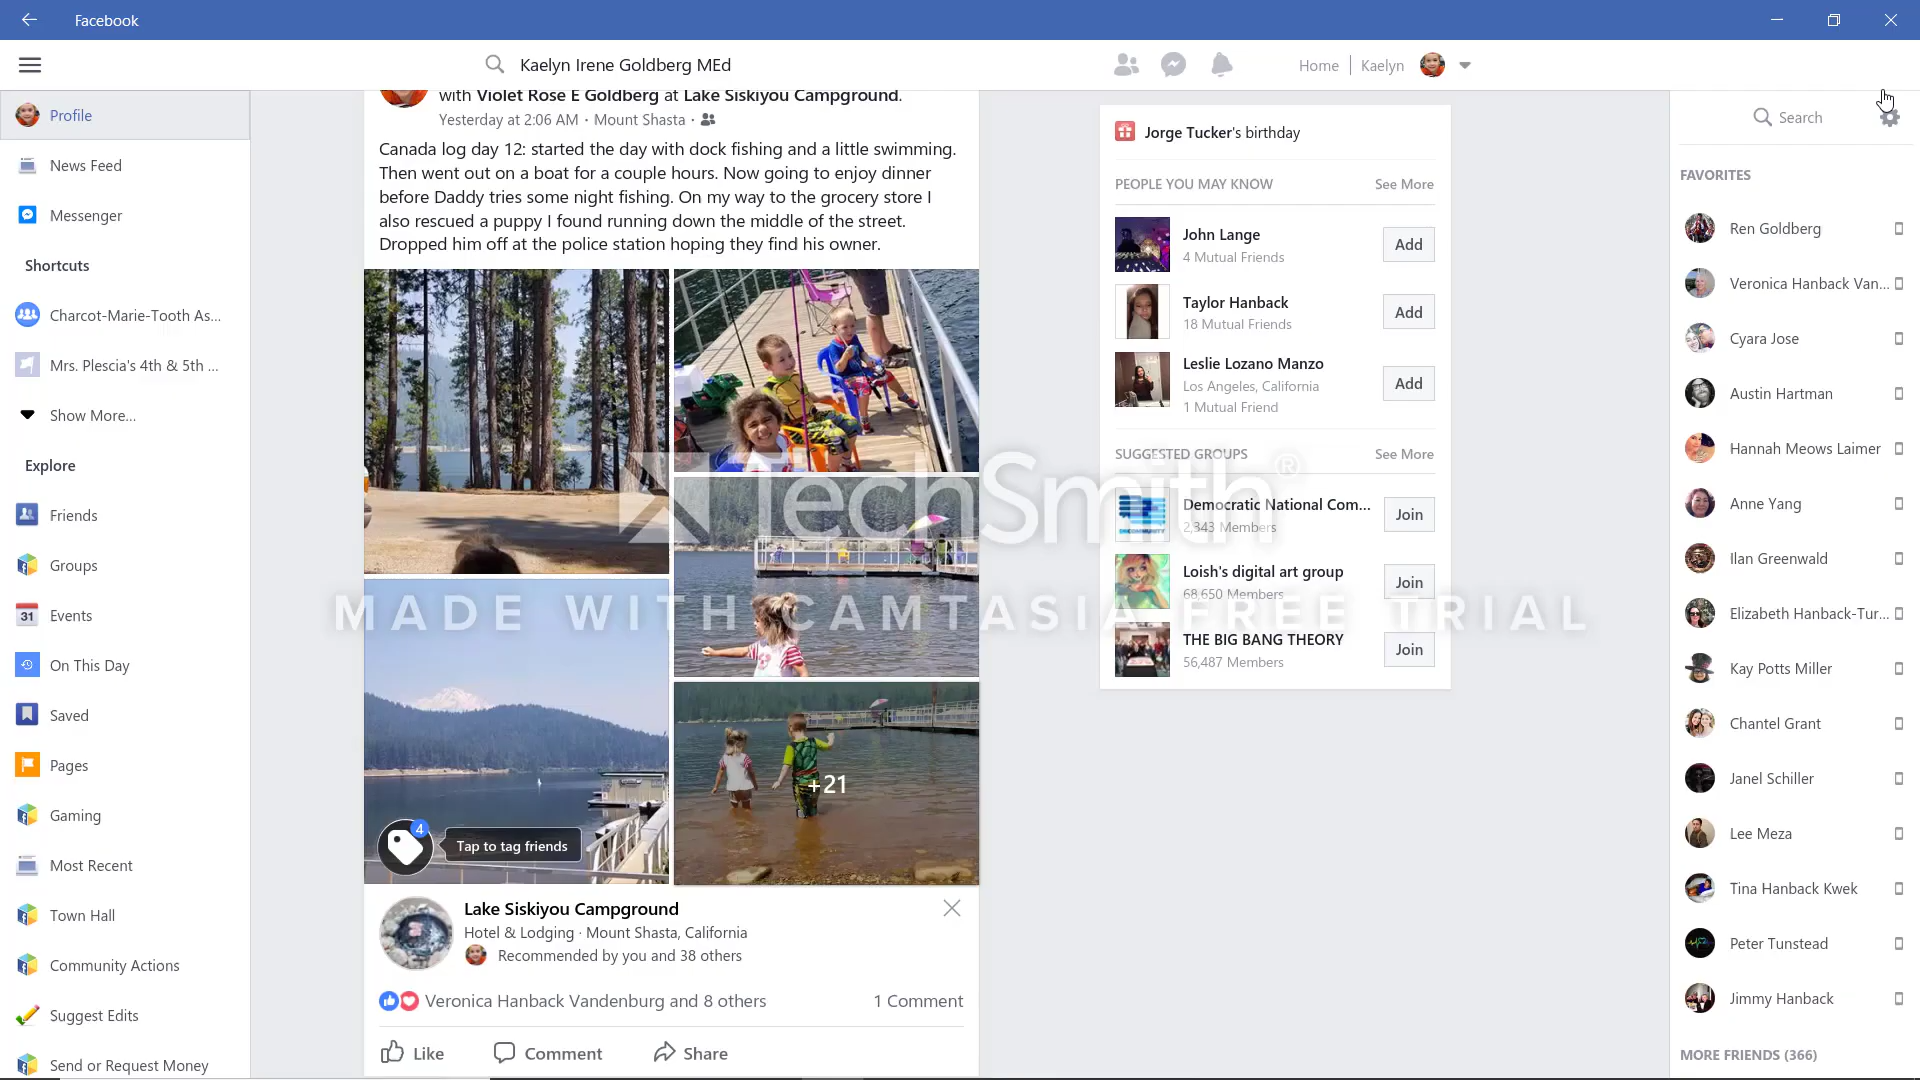 Facebook
Kaelyn Irene Goldberg MEd
Home
Kaelyn
Profile
News Feed
Messenger
Shortcuts
Charcot-Marie-Tooth As...
Mrs. Plescia's 4th & 5th ...
Show More...
Explore
Friends
Groups
31
Events
On This Day
Saved
Pages
Gaming
Most Recent
Town Hall
Community Actions
Suggest Edits
Send or Request Money
with Violet Rose E Goldberg at Lake Siskiyou Campground.
Yesterday at 2:06 AM · Mount Shasta ·
Canada log day 12: started the day with dock fishing and a little swimming.
Then went out on a boat for a couple hours. Now going to enjoy dinner
before Daddy tries some night fishing. On my way to the grocery store I
also rescued a puppy I found running down the middle of the street.
Dropped him off at the police station hoping they find his owner.
+21
4
Tap to tag friends
Lake Siskiyou Campground
Hotel & Lodging · Mount Shasta, California
Recommended by you and 38 others
Veronica Hanback Vandenburg and 8 others
1 Comment
Like
Comment
Share
Jorge Tucker's birthday
PEOPLE YOU MAY KNOW
See More
John Lange
4 Mutual Friends
Add
Taylor Hanback
18 Mutual Friends
Add
Leslie Lozano Manzo
Los Angeles, California
1 Mutual Friend
Add
SUGGESTED GROUPS
See More
Democratic National Com...
2,343 Members
Join
Loish's digital art group
68,650 Members
Join
THE BIG BANG THEORY
56,487 Members
Join
TechSmith®
MADE WITH CAMTASIA FREE TRIAL
Search
FAVORITES
Ren Goldberg
Veronica Hanback Van...
Cyara Jose
Austin Hartman
Hannah Meows Laimer
Anne Yang
Ilan Greenwald
Elizabeth Hanback-Tur...
Kay Potts Miller
Chantel Grant
Janel Schiller
Lee Meza
Tina Hanback Kwek
Peter Tunstead
Jimmy Hanback
MORE FRIENDS (366)